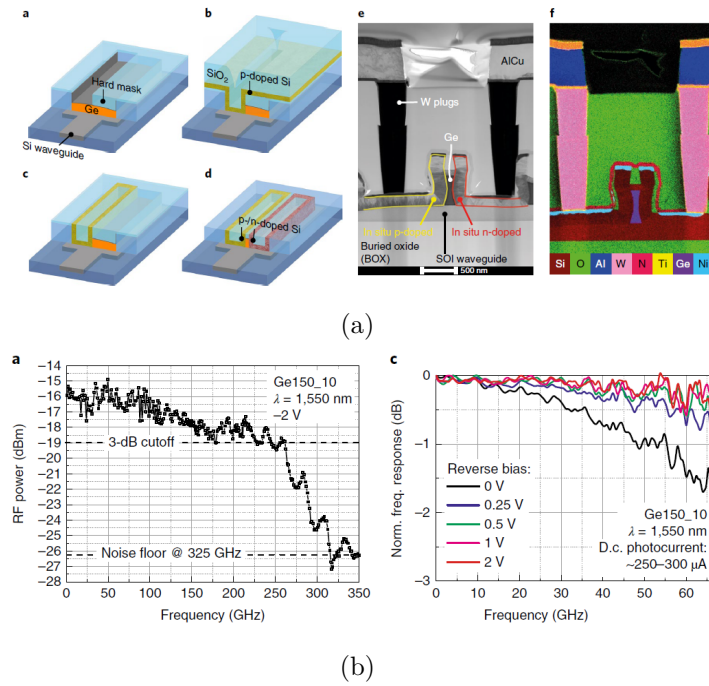 a
Hard mask
Ge
Si waveguide
b
SiO2
p-doped Si
c
d
p-/n-doped Si
e
AlCu
W plugs
Ge
In situ p-doped
In situ n-doped
Buried oxide
(BOX)
SOI waveguide
500 nm
f
Si O Al W N Ti Ge Ni
(a)
a
RF power (dBm)
−14
−15
−16
−17
−18
−19
−20
−21
−22
−23
−24
−25
−26
−27
−28
Ge150_10
λ = 1,550 nm
−2 V
3-dB cutoff
Noise floor @ 325 GHz
0 50 100 150 200 250 300 350
Frequency (GHz)
c
Norm. freq. response (dB)
0
−1
−2
−3
Reverse bias:
0 V
0.25 V
0.5 V
1 V
2 V
Ge150_10
λ = 1,550 nm
D.c. photocurrent:
~250–300 μA
0 10 20 30 40 50 60
Frequency (GHz)
(b)